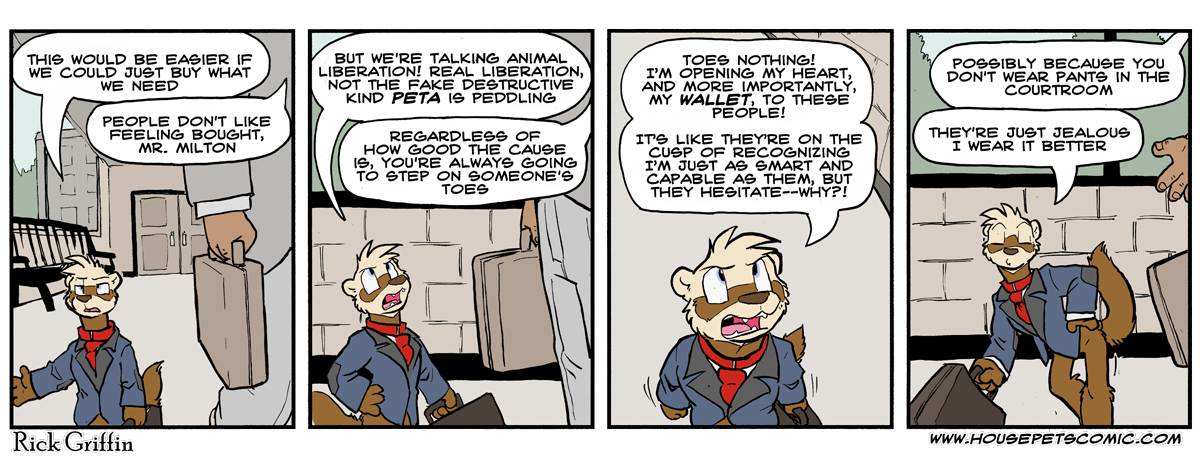 THIS WOULD BE EASIER IF
WE COULD JUST BUY WHAT
WE NEED
PEOPLE DON'T LIKE
FEELING BOUGHT,
MR. MILTON
BUT WE'RE TALKING ANIMAL
LIBERATION! REAL LIBERATION,
NOT THE FAKE DESTRUCTIVE
KIND PETA IS PEDDLING
REGARDLESS OF
HOW GOOD THE CAUSE
IS, YOU'RE ALWAYS GOING
TO STEP ON SOMEONE'S
TOES
TOES NOTHING!
I'M OPENING MY HEART,
AND MORE IMPORTANTLY,
MY WALLET, TO THESE
PEOPLE!
IT'S LIKE THEY'RE ON THE
CUSP OF RECOGNIZING
I'M JUST AS SMART AND
CAPABLE AS THEM, BUT
THEY HESITATE--WHY?!
POSSIBLY BECAUSE YOU
DON'T WEAR PANTS IN THE
COURTROOM
THEY'RE JUST JEALOUS
I WEAR IT BETTER
Rick Griffin
WWW.HOUSEPETSCOMIC.COM